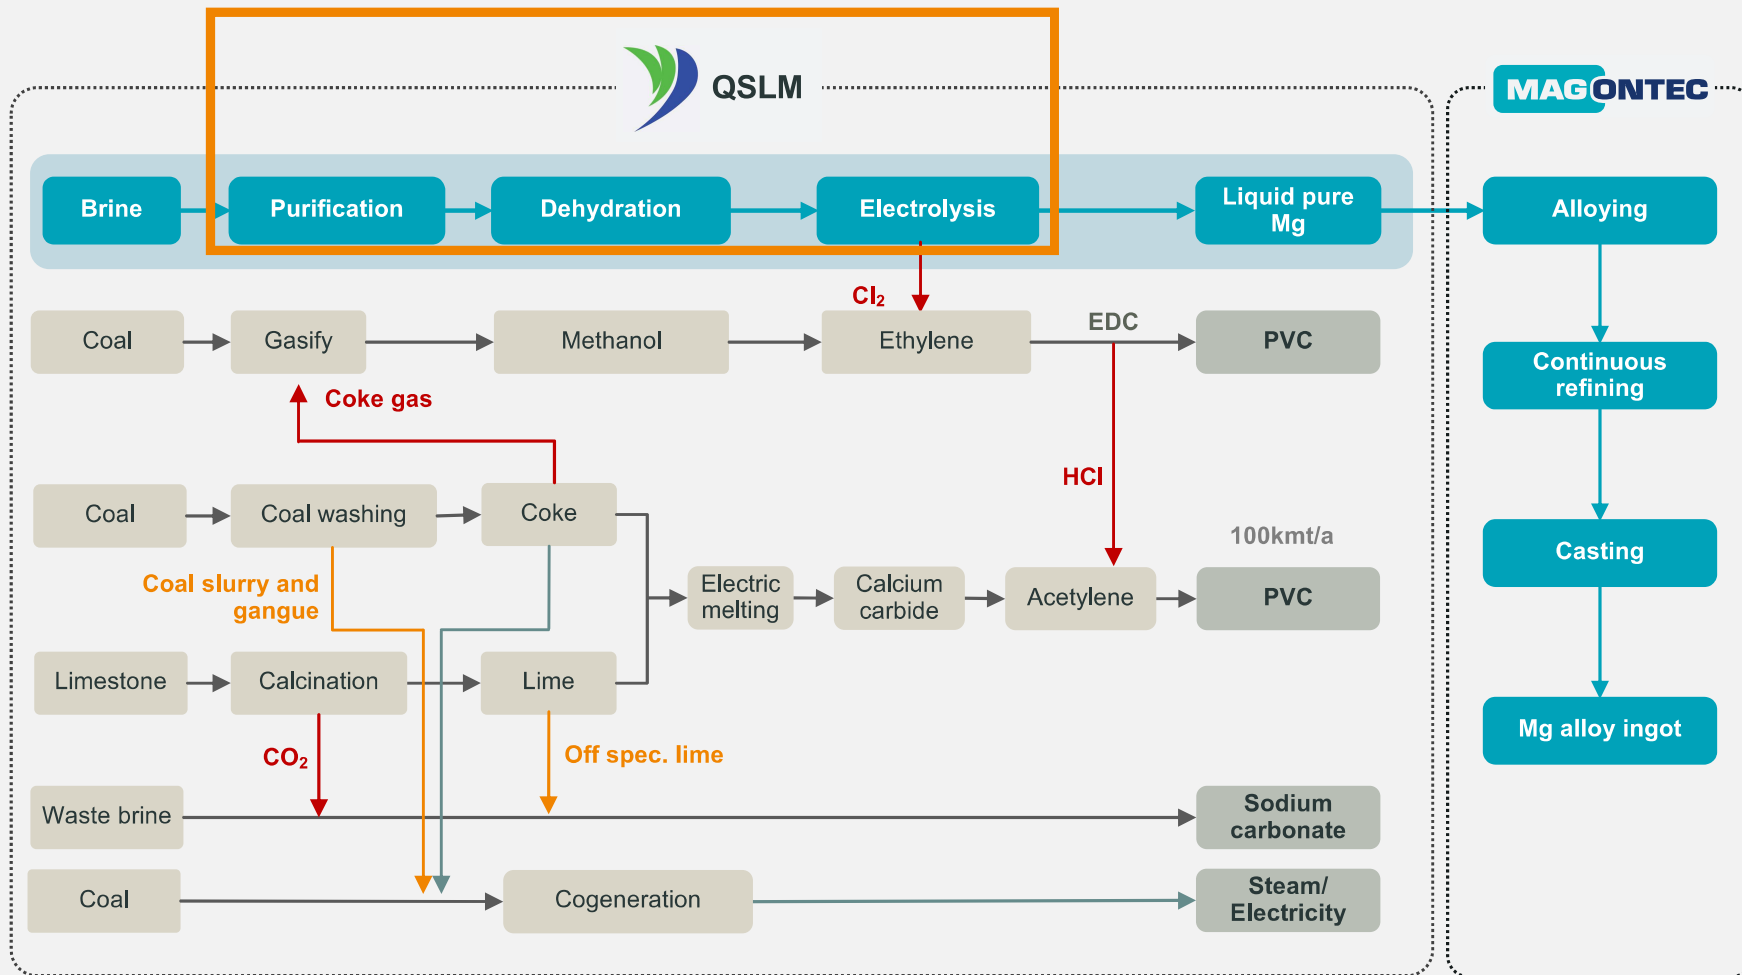 QSLM
MAGONTEC
Brine
Purification
Dehydration
Electrolysis
Liquid pure
Mg
Alloying
Cl₂
Coal
Gasify
Methanol
Ethylene
EDC
PVC
Continuous
refining
Coke gas
HCl
Coal
Coal washing
Coke
100kmt/a
Casting
Coal slurry and
gangue
Electric
melting
Calcium
carbide
Acetylene
PVC
Limestone
Calcination
Lime
Mg alloy ingot
CO₂
Off spec. lime
Waste brine
Sodium
carbonate
Coal
Cogeneration
Steam/
Electricity